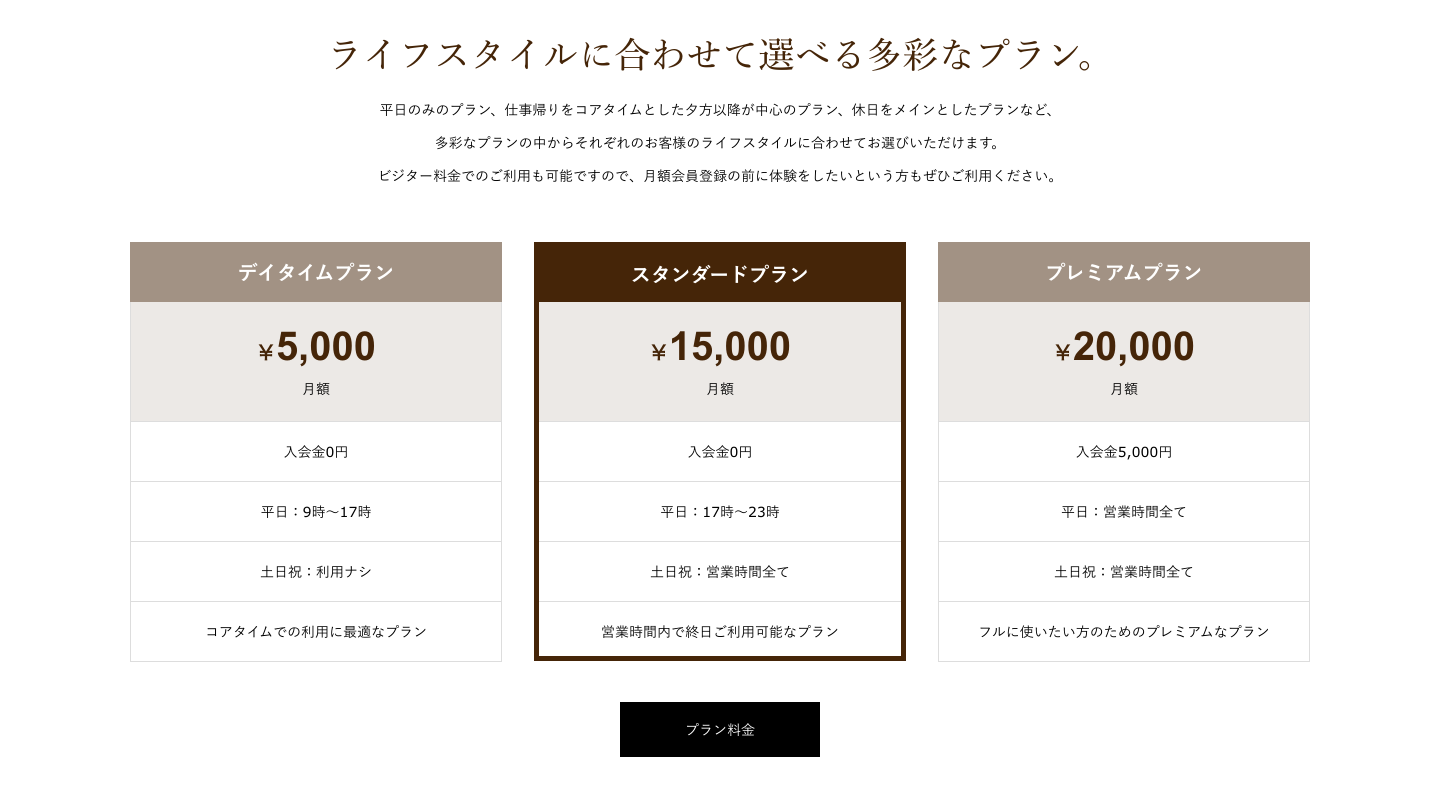 ライフスタイルに合わせて選べる多彩なプラン。
平日のみのプラン、仕事帰りをコアタイムとした夕方以降が中心のプラン、休日をメインとしたプランなど、
多彩なプランの中からそれぞれのお客様のライフスタイルに合わせてお選びいただけます。
ビジター料金でのご利用も可能ですので、月額会員登録の前に体験をしたいという方もぜひご利用ください。
デイタイムプラン
¥5,000
月額
入会金0円
平日：9時〜17時
土日祝：利用ナシ
コアタイムでの利用に最適なプラン
スタンダードプラン
¥15,000
月額
入会金0円
平日：17時〜23時
土日祝：営業時間全て
営業時間内で終日ご利用可能なプラン
プレミアムプラン
¥20,000
月額
入会金5,000円
平日：営業時間全て
土日祝：営業時間全て
フルに使いたい方のためのプレミアムなプラン
プラン料金